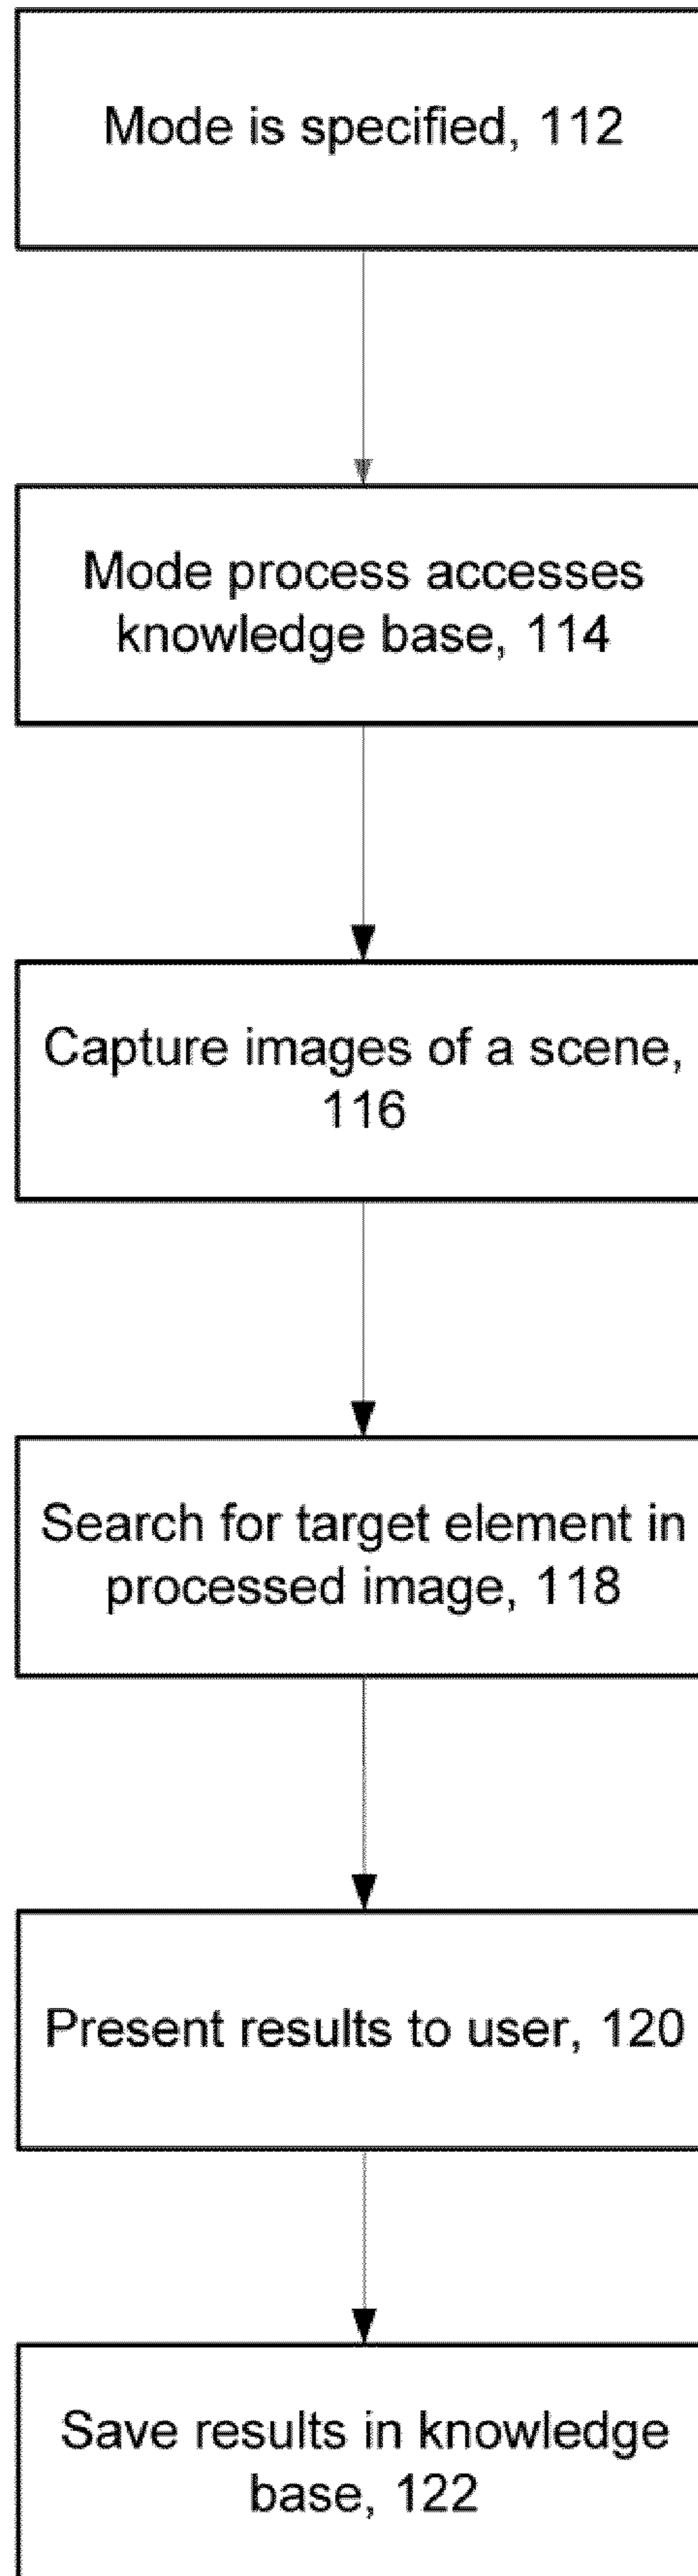 Mode is specified, 112
Mode process accesses
knowledge base, 114
Capture images of a scene,
116
Search for target element in
processed image, 118
Present results to user, 120
Save results in knowledge
base, 122